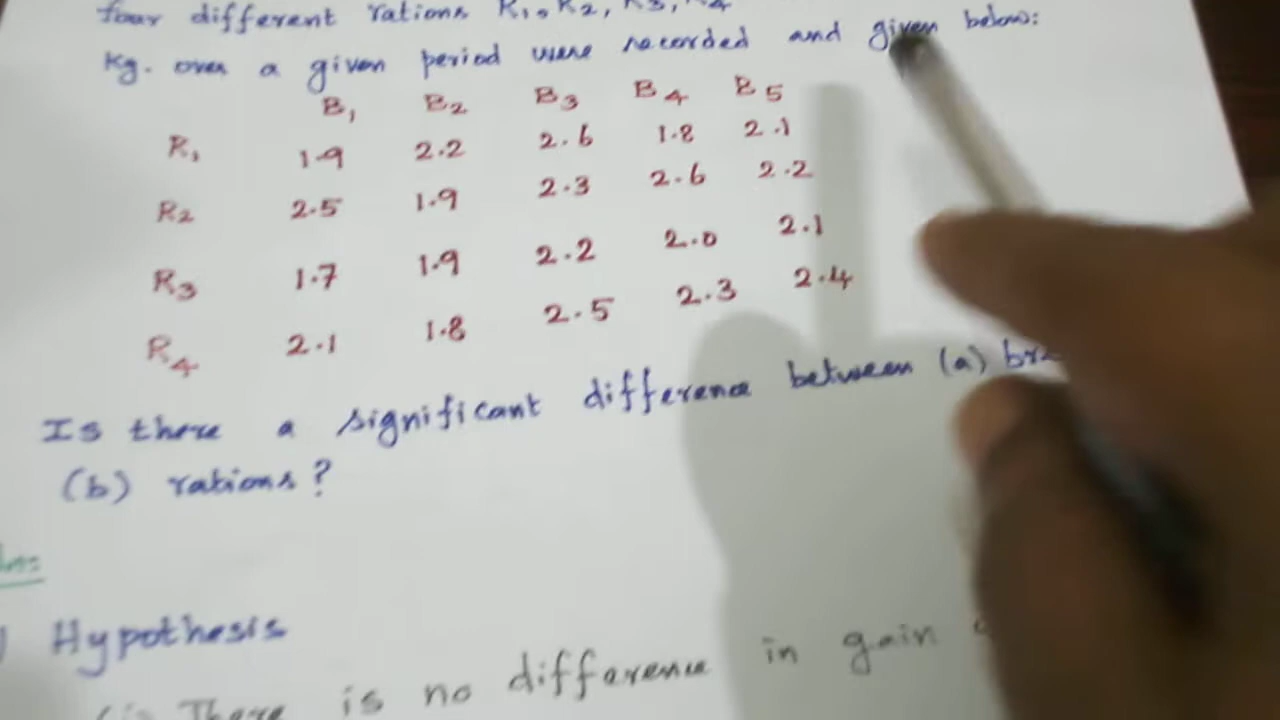 four different rations R1, R2, R3, R4
Kg. over a given period were recorded and given below:
B1 B2 B3 B4 B5
R1 1.9 2.2 2.6 1.8 2.1
R2 2.5 1.9 2.3 2.6 2.2
R3 1.7 1.9 2.2 2.0 2.1
R4 2.1 1.8 2.5 2.3 2.4
Is there a significant difference between (a)
(b) rations?
Hypothesis
There is no difference in gain